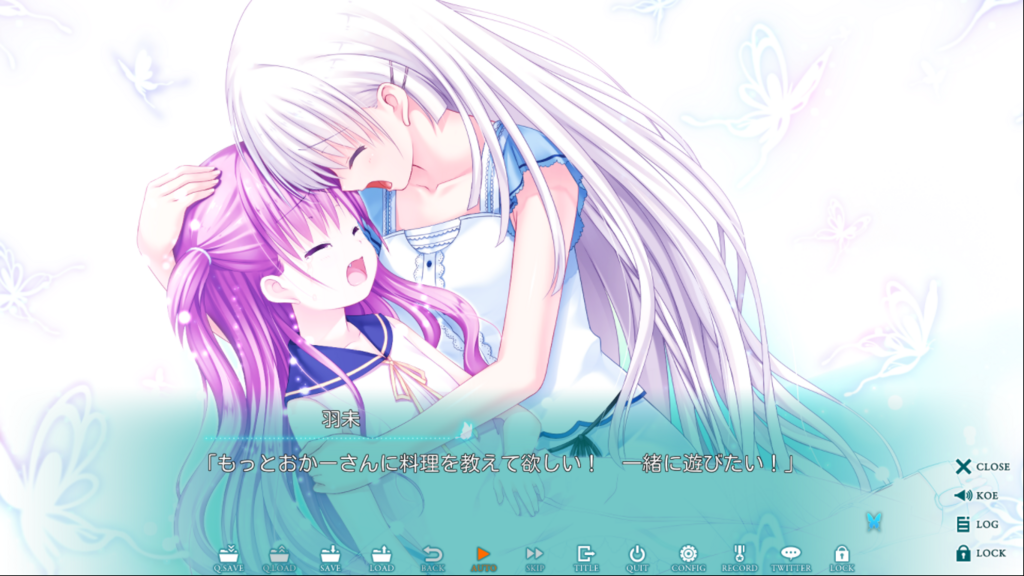 羽未
「もっとおかーさんに料理を教えて欲しい！　一緒に遊びたい！」
CLOSE
KOE
LOG
LOCK
Q.SAVE Q.LOAD SAVE LOAD BACK AUTO SKIP TITLE QUIT CONFIG RECORD TWITTER LOCK